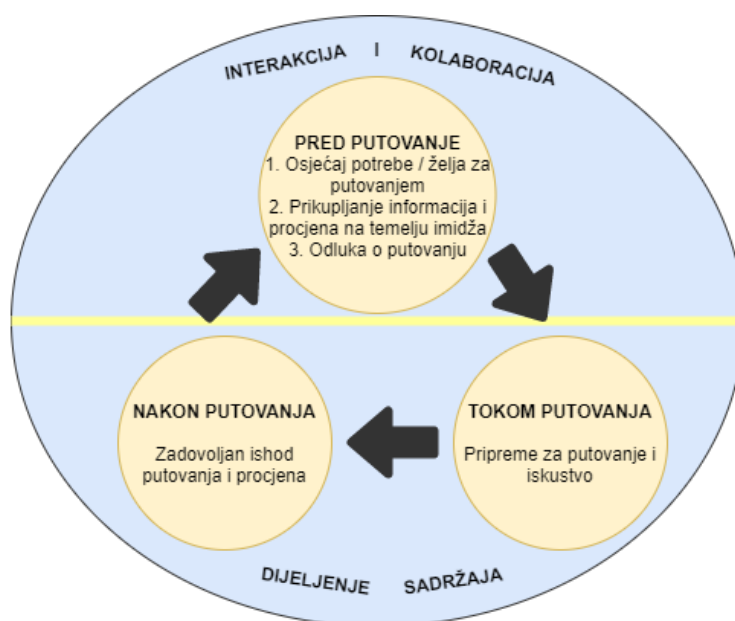 INTERAKCIJA I KOLABORACIJA
PRED PUTOVANJE
1. Osjećaj potrebe / želja za
putovanjem
2. Prikupljanje informacija i
procjena na temelju imidža
3. Odluka o putovanju
NAKON PUTOVANJA
Zadovoljan ishod
putovanja i procjena
TOKOM PUTOVANJA
Pripreme za putovanje i
iskustvo
DIJELJENJE SADRŽAJA